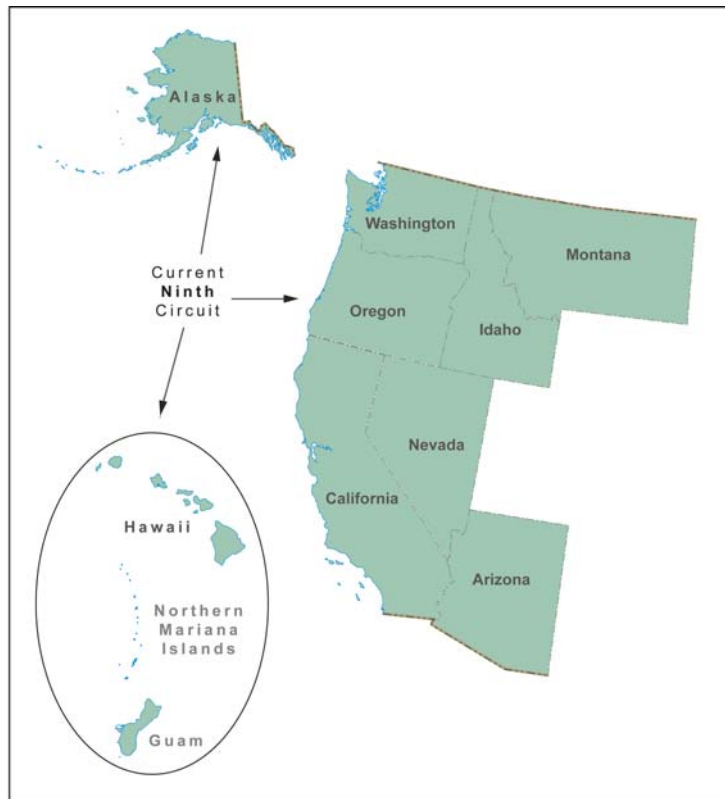 Alaska
Washington
Montana
Current
Ninth
Circuit
Oregon
Idaho
Nevada
California
Hawaii
Arizona
Northern
Mariana
Islands
Guam